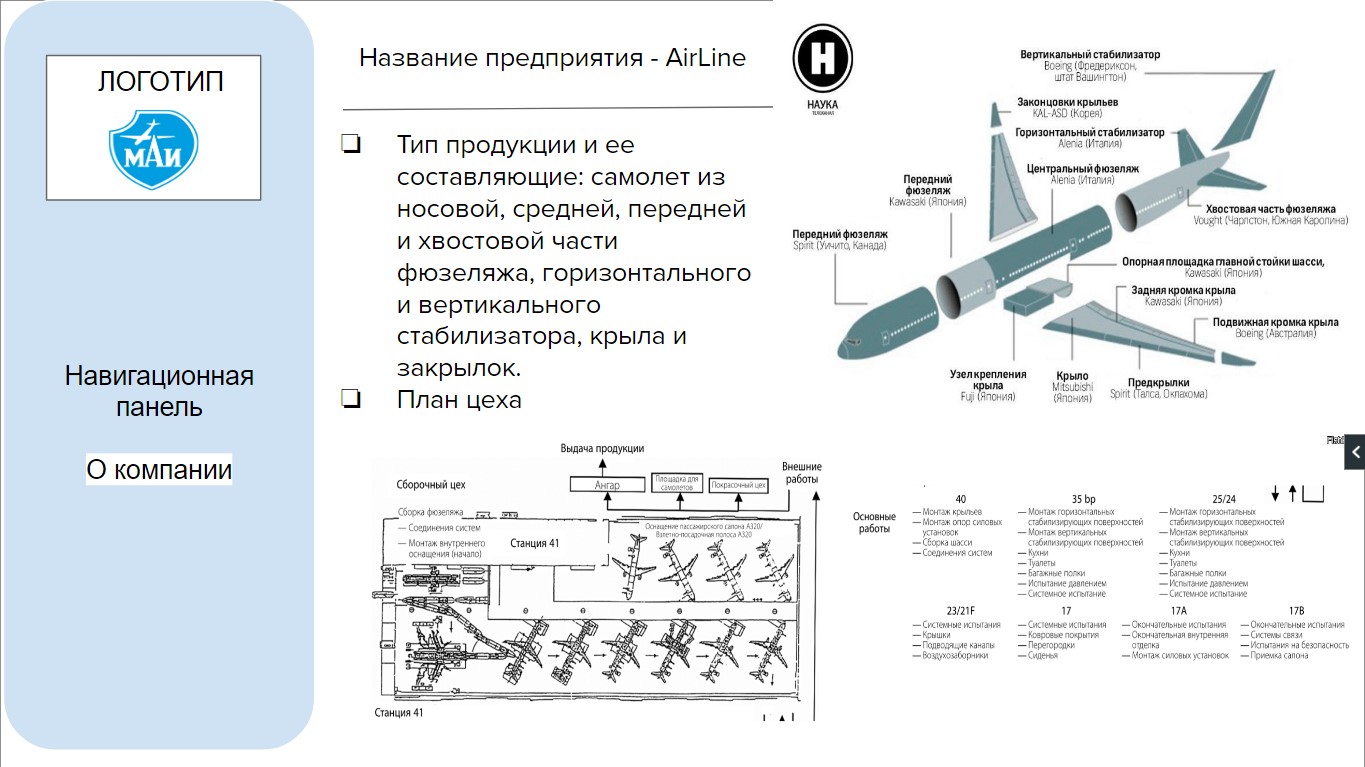 ЛОГОТИП
МАИ
Навигационная
панель
О компании
Название предприятия - AirLine
Тип продукции и ее
составляющие: самолет из
носовой, средней, передней
и хвостовой части
фюзеляжа, горизонтального
и вертикального
стабилизатора, крыла и
закрылок.
План цеха
Н
НАУКА
ТЕЛЕКАНАЛ
Вертикальный стабилизатор
Boeing (Фредериксон,
штат Вашингтон)
Законцовки крыльев
KAL-ASD (Корея)
Горизонтальный стабилизатор
Alenia (Италия)
Центральный фюзеляж
Alenia (Италия)
Передний
фюзеляж
Kawasaki (Япония)
Передний фюзеляж
Spirit (Уичито, Канада)
Хвостовая часть фюзеляжа
Vought (Чарлстон, Южная Каролина)
Опорная площадка главной стойки шасси,
Kawasaki (Япония)
Задняя кромка крыла
Kawasaki (Япония)
Подвижная кромка крыла
Boeing (Австралия)
Узел крепления
крыла
Fuji (Япония)
Крыло
Mitsubishi
(Япония)
Предкрылки
Spirit (Талса, Оклахома)
Выдача продукции
Внешние
работы
Сборочный цех
Ангар
Площадка для
самолетов
Покрасочный цех
Сборка фюзеляжа
— Соединения систем
— Монтаж внутреннего
оснащения (начало)
Станция 41
Оснащение пассажирского салона А320/
Взлетно-посадочная полоса А320
Станция 41
Основные
работы
40
— Монтаж крыльев
— Монтаж опор силовых
установок
— Сборка шасси
— Соединения систем
35 bp
— Монтаж горизонтальных
стабилизирующих поверхностей
— Монтаж вертикальных
стабилизирующих поверхностей
— Кухни
— Туалеты
— Багажные полки
— Испытание давлением
— Системное испытание
25/24
— Монтаж горизонтальных
стабилизирующих поверхностей
— Монтаж вертикальных
стабилизирующих поверхностей
— Кухни
— Туалеты
— Багажные полки
— Испытание давлением
— Системное испытание
23/21F
— Системные испытания
— Крышки
— Подводящие каналы
— Воздухозаборники
17
— Системные испытания
— Ковровые покрытия
— Перегородки
— Сиденья
17A
— Окончательные испытания
— Окончательная внутренняя
отделка
— Монтаж силовых установок
17B
— Окончательные испытания
— Системы связи
— Испытания на безопасность
— Приемка салона